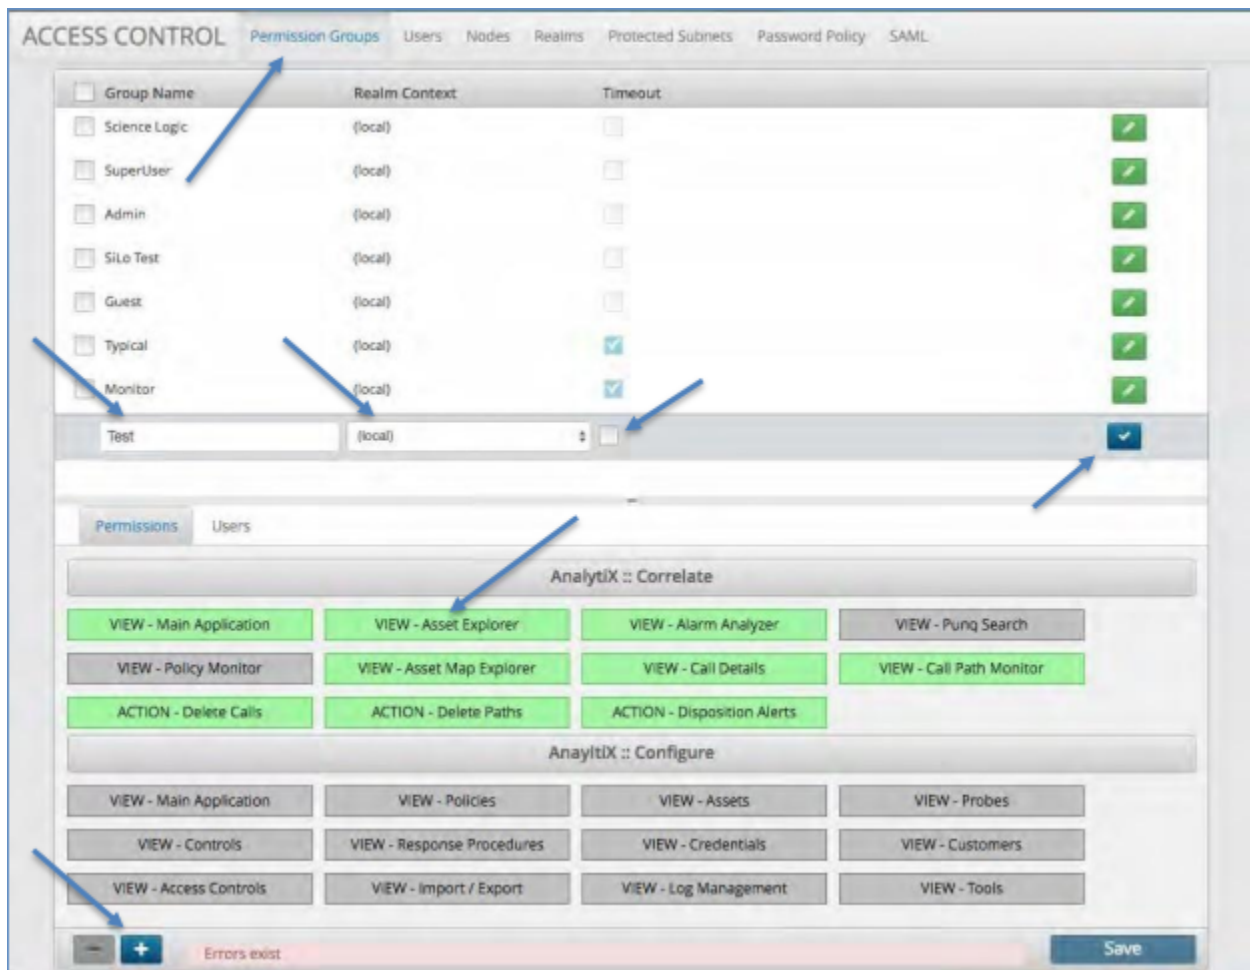 ACCESS CONTROL Permission Groups Users Nodes Realms Protected Subnets Password Policy SAML
Group Name Realm Context Timeout
Science Logic (local)
SuperUser (local)
Admin (local)
SiLo Test (local)
Guest (local)
Typical (local)
Monitor (local)
Test (local)
Permissions Users
AnalytiX :: Correlate
VIEW - Main Application VIEW - Asset Explorer VIEW - Alarm Analyzer VIEW - Punq Search
VIEW - Policy Monitor VIEW - Asset Map Explorer VIEW - Call Details VIEW - Call Path Monitor
ACTION - Delete Calls ACTION - Delete Paths ACTION - Disposition Alerts
AnayltiX :: Configure
VIEW - Main Application VIEW - Policies VIEW - Assets VIEW - Probes
VIEW - Controls VIEW - Response Procedures VIEW - Credentials VIEW - Customers
VIEW - Access Controls VIEW - Import / Export VIEW - Log Management VIEW - Tools
Errors exist Save